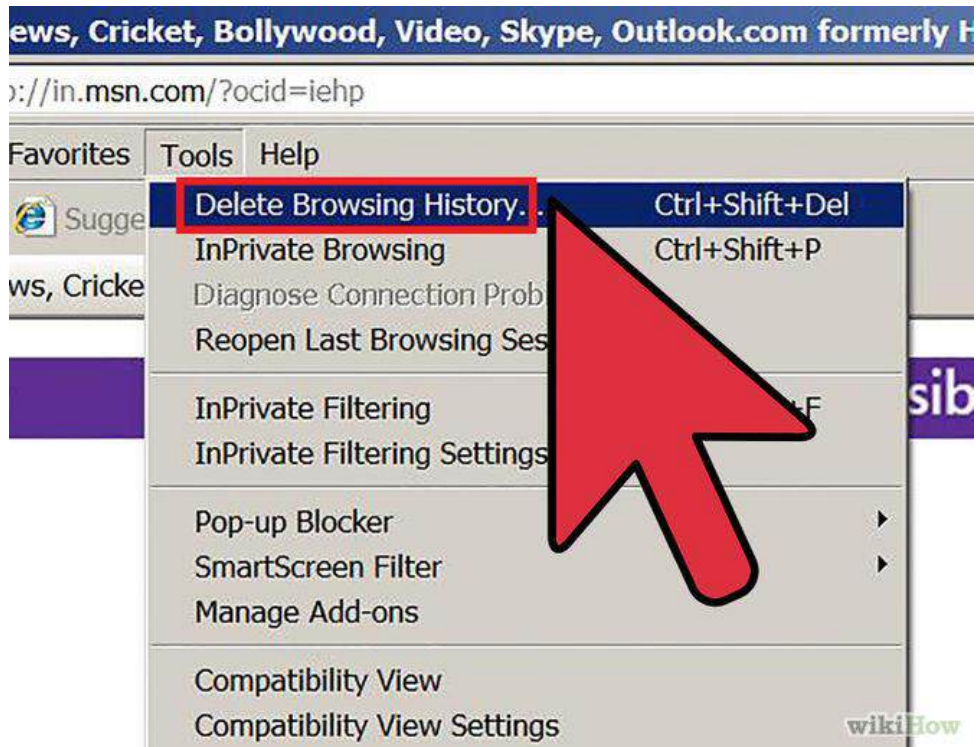 ews, Cricket, Bollywood, Video, Skype, Outlook.com formerly H
://in.msn.com/?ocid=iehp
Favorites Tools Help
Sugge
Delete Browsing History... Ctrl+Shift+Del
InPrivate Browsing Ctrl+Shift+P
ws, Cricke
Diagnose Connection Prob
Reopen Last Browsing Ses
InPrivate Filtering +F
sib
InPrivate Filtering Settings
Pop-up Blocker
SmartScreen Filter
Manage Add-ons
Compatibility View
Compatibility View Settings
wikiHow